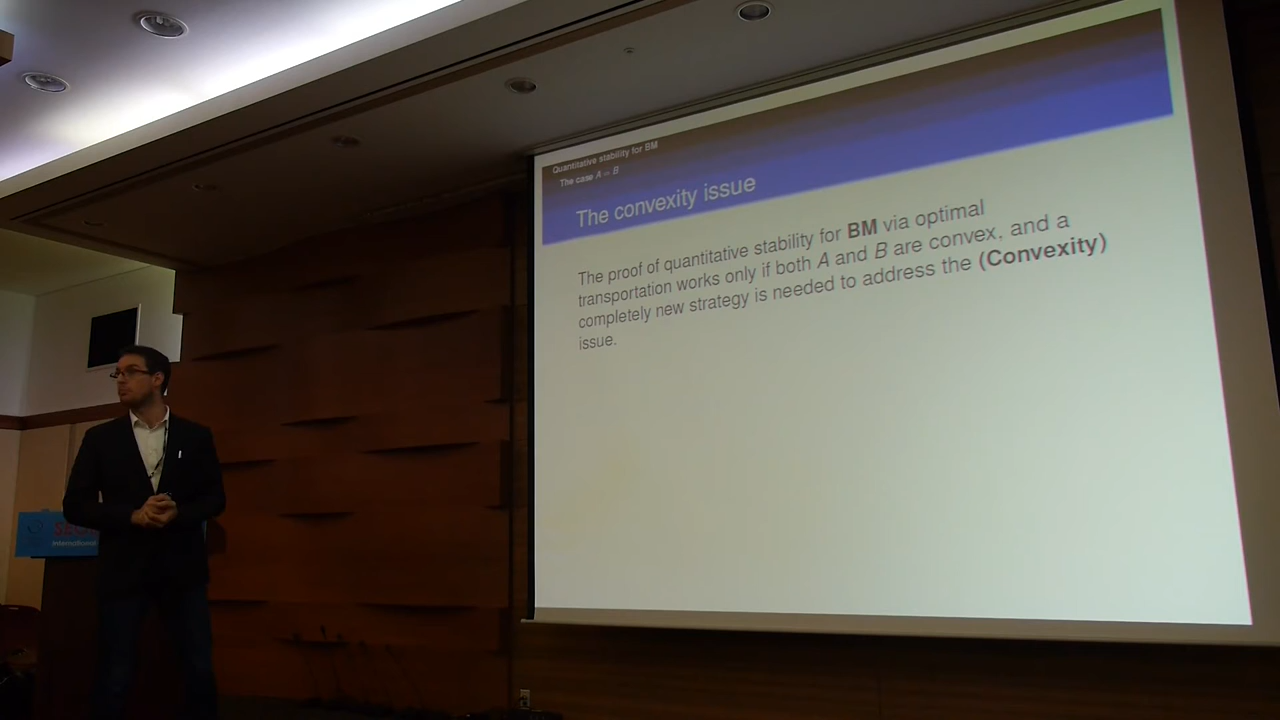 Quantitative stability for BM
The case A = B
The convexity issue
The proof of quantitative stability for BM via optimal
transportation works only if both A and B are convex, and a
completely new strategy is needed to address the (Convexity)
issue.
International